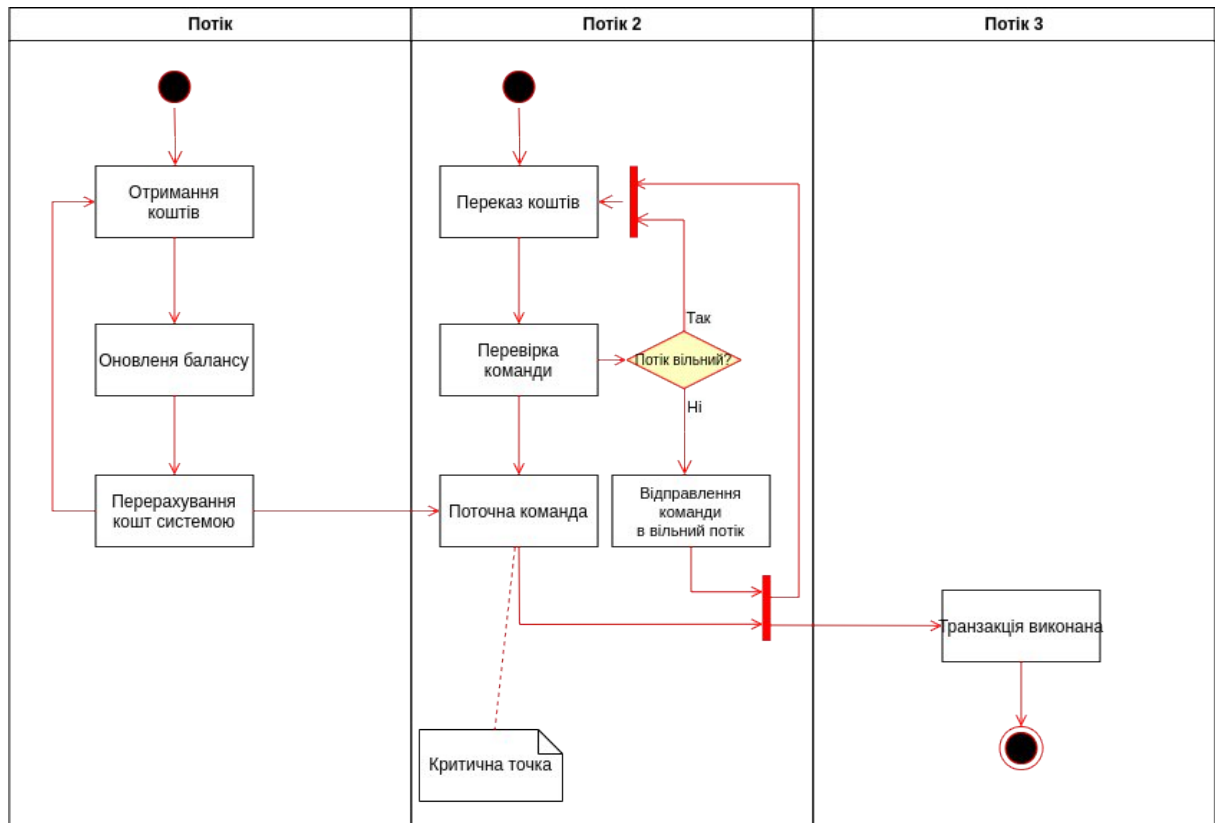 Потік
Потік 2
Потік 3
Отримання
коштів
Переказ коштів
Так
Оновленя балансу
Перевірка
команди
Потік вільний?
Ні
Перерахування
кошт системою
Поточна команда
Відправлення
команди
в вільний потік
Транзакція виконана
Критична точка